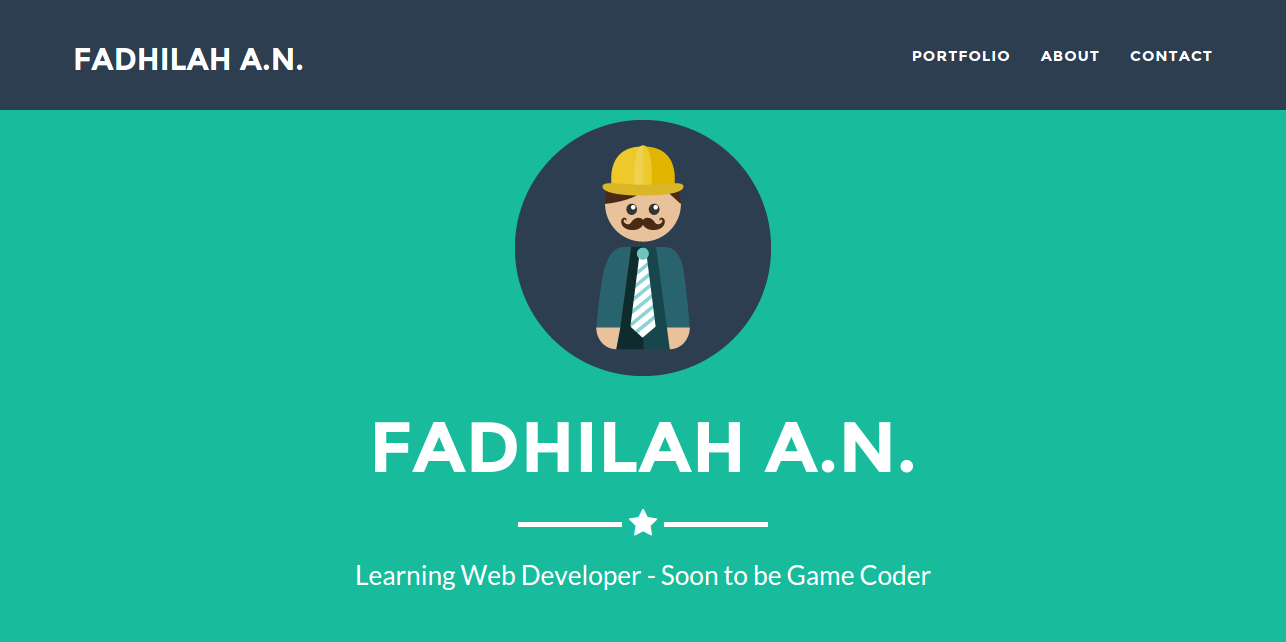 FADHILAH A.N.
PORTFOLIO ABOUT CONTACT
FADHILAH A.N.
Learning Web Developer - Soon to be Game Coder